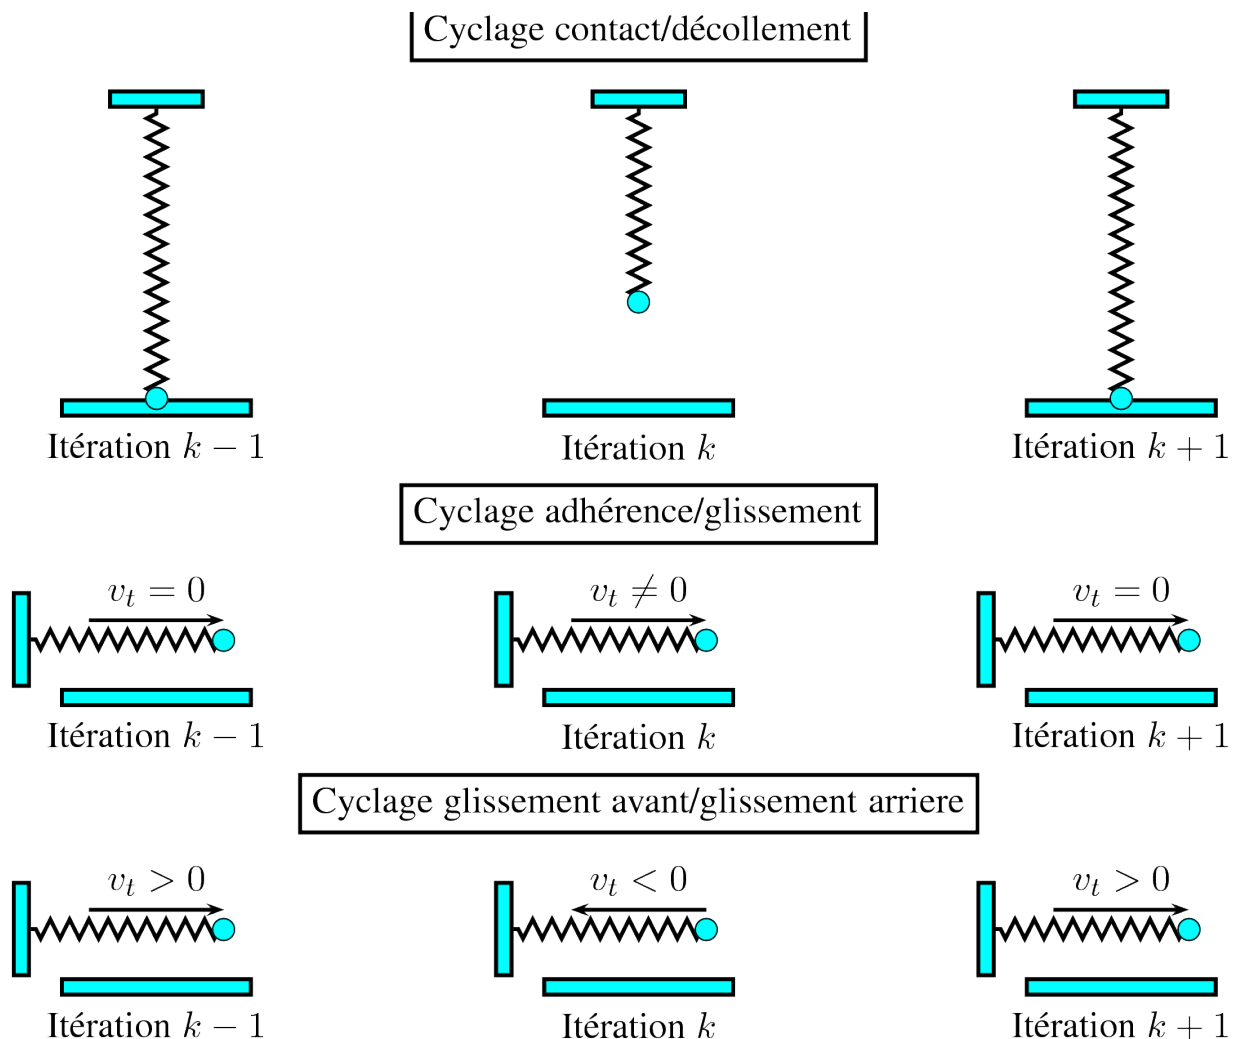 Cyclage contact/décollement
Itération k − 1
Itération k
Itération k + 1
Cyclage adhérence/glissement
v_t = 0
v_t ≠ 0
v_t = 0
Itération k − 1
Itération k
Itération k + 1
Cyclage glissement avant/glissement arriere
v_t > 0
v_t < 0
v_t > 0
Itération k − 1
Itération k
Itération k + 1